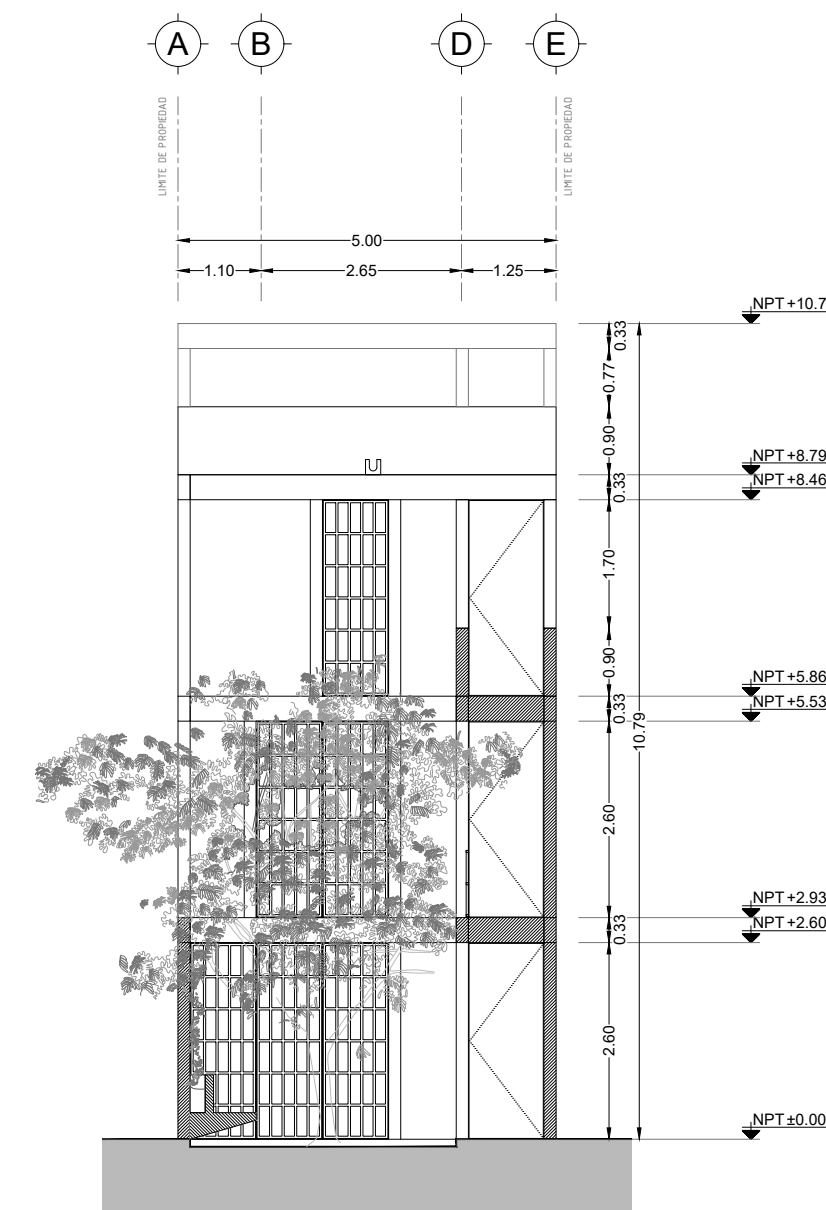 A
B
D
E
LIMITE DE PROPIEDAD
LIMITE DE PROPIEDAD
5.00
1.10
2.65
1.25
NPT +10.7
0.33
0.77
0.90
NPT +8.79
NPT +8.46
0.33
1.70
0.90
NPT +5.86
NPT +5.53
0.33
10.79
2.60
NPT +2.93
NPT +2.60
0.33
2.60
NPT ±0.00